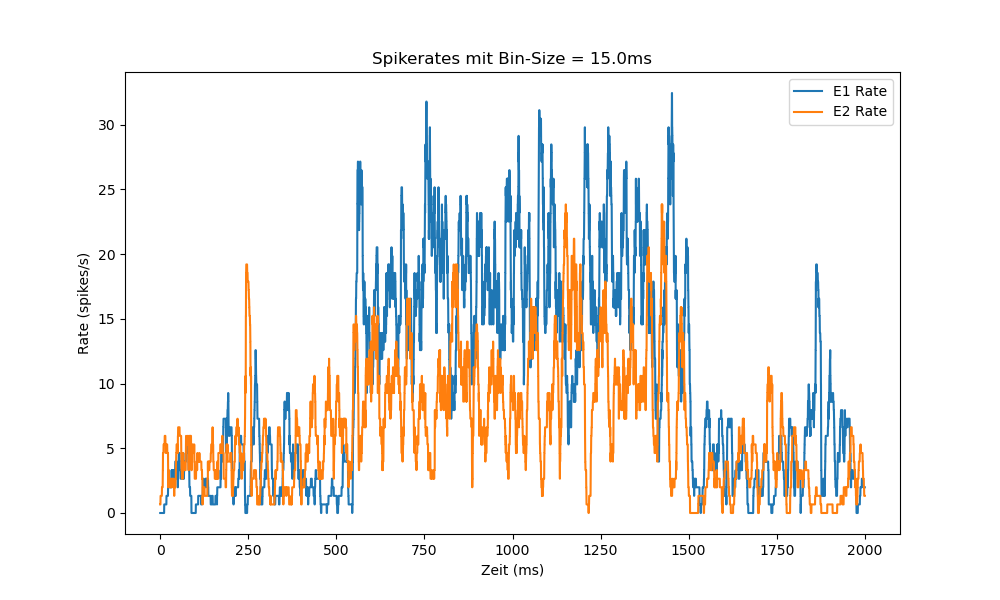 Spikerates mit Bin-Size = 15.0ms
E1 Rate
E2 Rate
30
25
20
15
10
5
0
Rate (spikes/s)
0 250 500 750 1000 1250 1500 1750 2000
Zeit (ms)